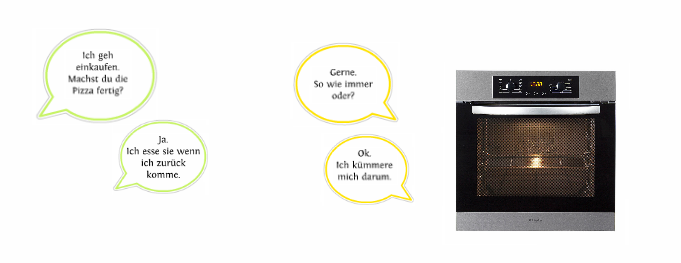 Ich geh
einkaufen.
Machst du die
Pizza fertig?
Gerne.
So wie immer
oder?
Ja.
Ich esse sie wenn
ich zurück
komme.
Ok.
Ich kümmere
mich darum.